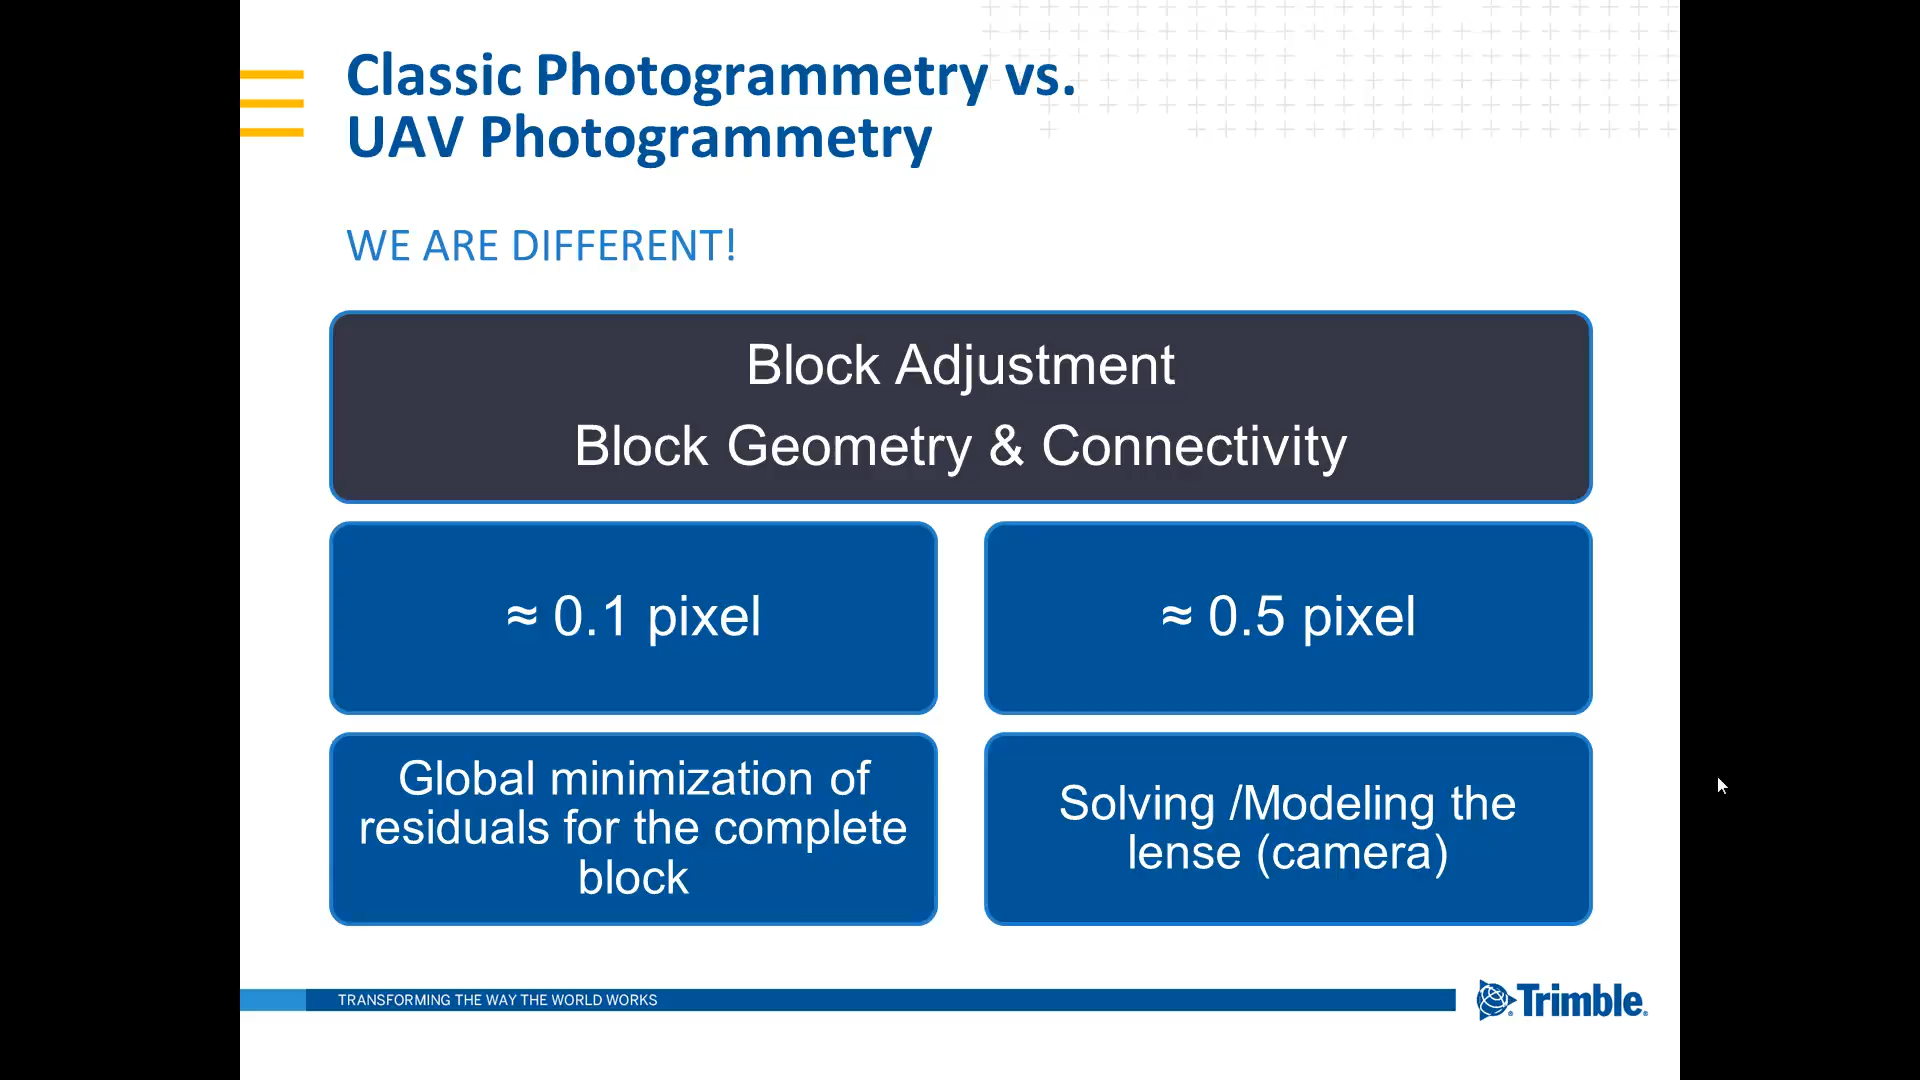 Classic Photogrammetry vs.
UAV Photogrammetry
WE ARE DIFFERENT!
Block Adjustment
Block Geometry & Connectivity
≈ 0.1 pixel
≈ 0.5 pixel
Global minimization of
residuals for the complete
block
Solving /Modeling the
lense (camera)
TRANSFORMING THE WAY THE WORLD WORKS
Trimble